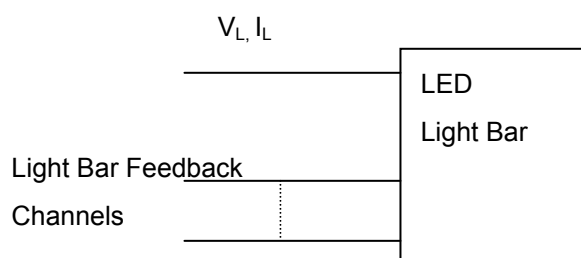 VL, IL
LED
Light Bar
Light Bar Feedback
Channels